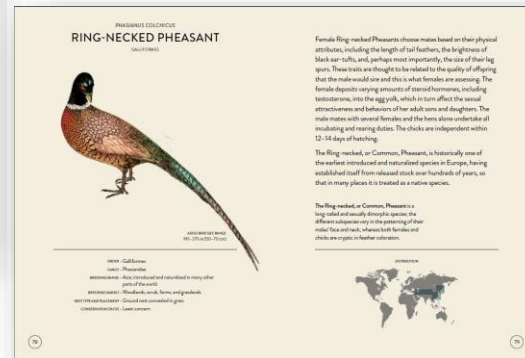 PHASIANUS COLCHICUS
RING-NECKED PHEASANT
GALLIFORMES
ORDER - Galliformes
FAMILY - Phasianidae
BREEDING RANGE - Asia; introduced and naturalized in many other
parts of the world
BREEDING HABITAT - Woodlands, scrub, farms, and grasslands
NEST TYPE AND PLACEMENT - Ground nest concealed in grass
CONSERVATION STATUS - Least concern
78
Female Ring-necked Pheasants choose mates based on their physical
attributes, including the length of tail feathers, the brightness of
black ear-tufts, and, perhaps most importantly, the size of their leg
spurs. These traits are thought to be related to the quality of offspring
that the male would sire and this is what females are assessing. The
female deposits varying amounts of steroid hormones, including
testosterone, into the egg yolk, which in turn affect the sexual
attractiveness and behaviors of her adult sons and daughters. The
male mates with several females and the hens alone undertake all
incubating and rearing duties. The chicks are independent within
12–14 days of hatching.
The Ring-necked, or Common, Pheasant, is historically one of
the earliest introduced and naturalized species in Europe, having
established itself from released stock over hundreds of years, so
that in many places it is treated as a native species.
The Ring-necked, or Common, Pheasant is a
long-tailed and sexually dimorphic species; the
different subspecies vary in the patterning of their
males' face and neck, whereas both females and
chicks are cryptic in feather coloration.
DISTRIBUTION
79